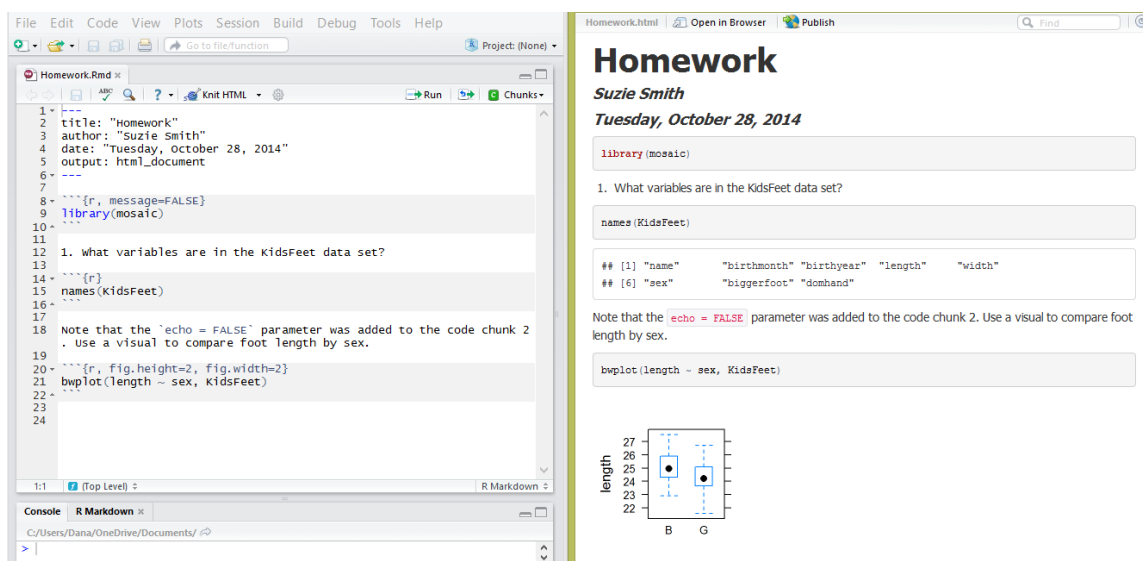 File Edit Code View Plots Session Build Debug Tools Help
Go to file/function
Project: (None)
Homework.Rmd
ABC
Knit HTML
Run
Chunks
1 ---
2 title: "Homework"
3 author: "Suzie Smith"
4 date: "Tuesday, October 28, 2014"
5 output: html_document
6 ---
7
8 ```{r, message=FALSE}
9 library(mosaic)
10 ```
11
12 1. What variables are in the KidsFeet data set?
13
14 ```{r}
15 names(KidsFeet)
16 ```
17
18 Note that the `echo = FALSE` parameter was added to the code chunk 2
. Use a visual to compare foot length by sex.
19
20 ```{r, fig.height=2, fig.width=2}
21 bwplot(length ~ sex, KidsFeet)
22 ```
23
24
1:1 (Top Level) R Markdown
Console R Markdown
C:/Users/Dana/OneDrive/Documents/
>
Homework.html Open in Browser Publish Find
Homework
Suzie Smith
Tuesday, October 28, 2014
library(mosaic)
1. What variables are in the KidsFeet data set?
names(KidsFeet)
## [1] "name" "birthmonth" "birthyear" "length" "width"
## [6] "sex" "biggerfoot" "domhand"
Note that the echo = FALSE parameter was added to the code chunk 2. Use a visual to compare foot
length by sex.
bwplot(length ~ sex, KidsFeet)
length
27
26
25
24
23
22
B G